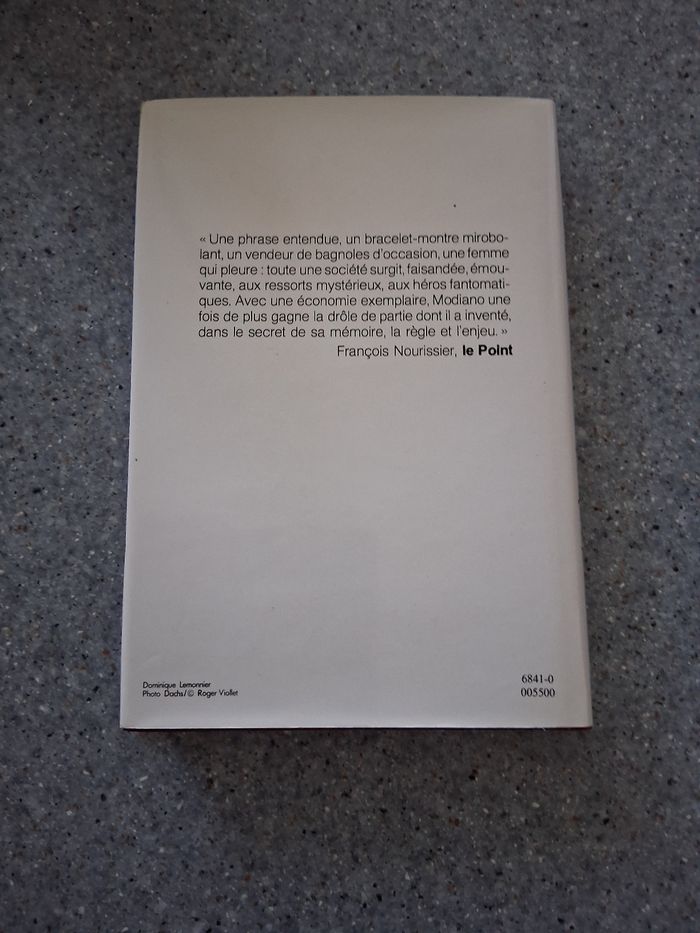 « Une phrase entendue, un bracelet-montre mirobo-
lant, un vendeur de bagnoles d'occasion, une femme
qui pleure : toute une société surgit, faisandée, émou-
vante, aux ressorts mystérieux, aux héros fantomati-
ques. Avec une économie exemplaire, Modiano une
fois de plus gagne la drôle de partie dont il a inventé,
dans le secret de sa mémoire, la règle et l'enjeu. »
François Nourissier, le Point
Dominique Lemonnier
Photo Dachs/© Roger Viollet
6841-0
005500